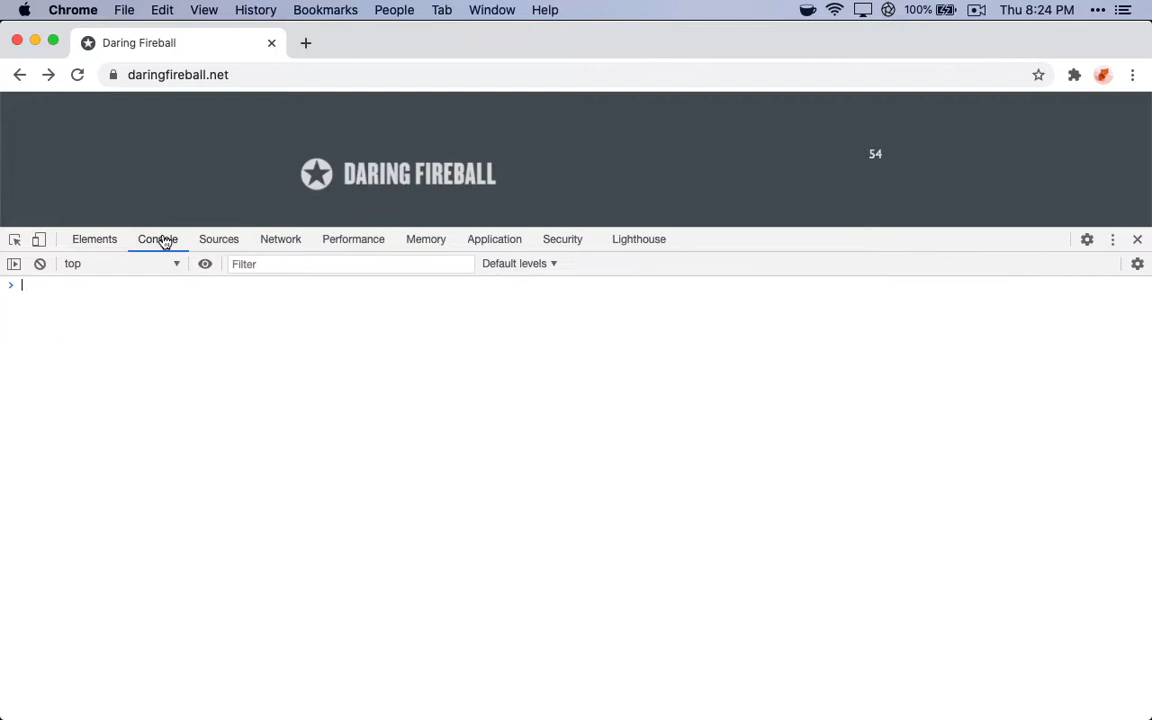 Chrome File Edit View History Bookmarks People Tab Window Help 100% Thu 8:24 PM
Daring Fireball
daringfireball.net
54
DARING FIREBALL
Elements Console Sources Network Performance Memory Application Security Lighthouse
top Filter Default levels